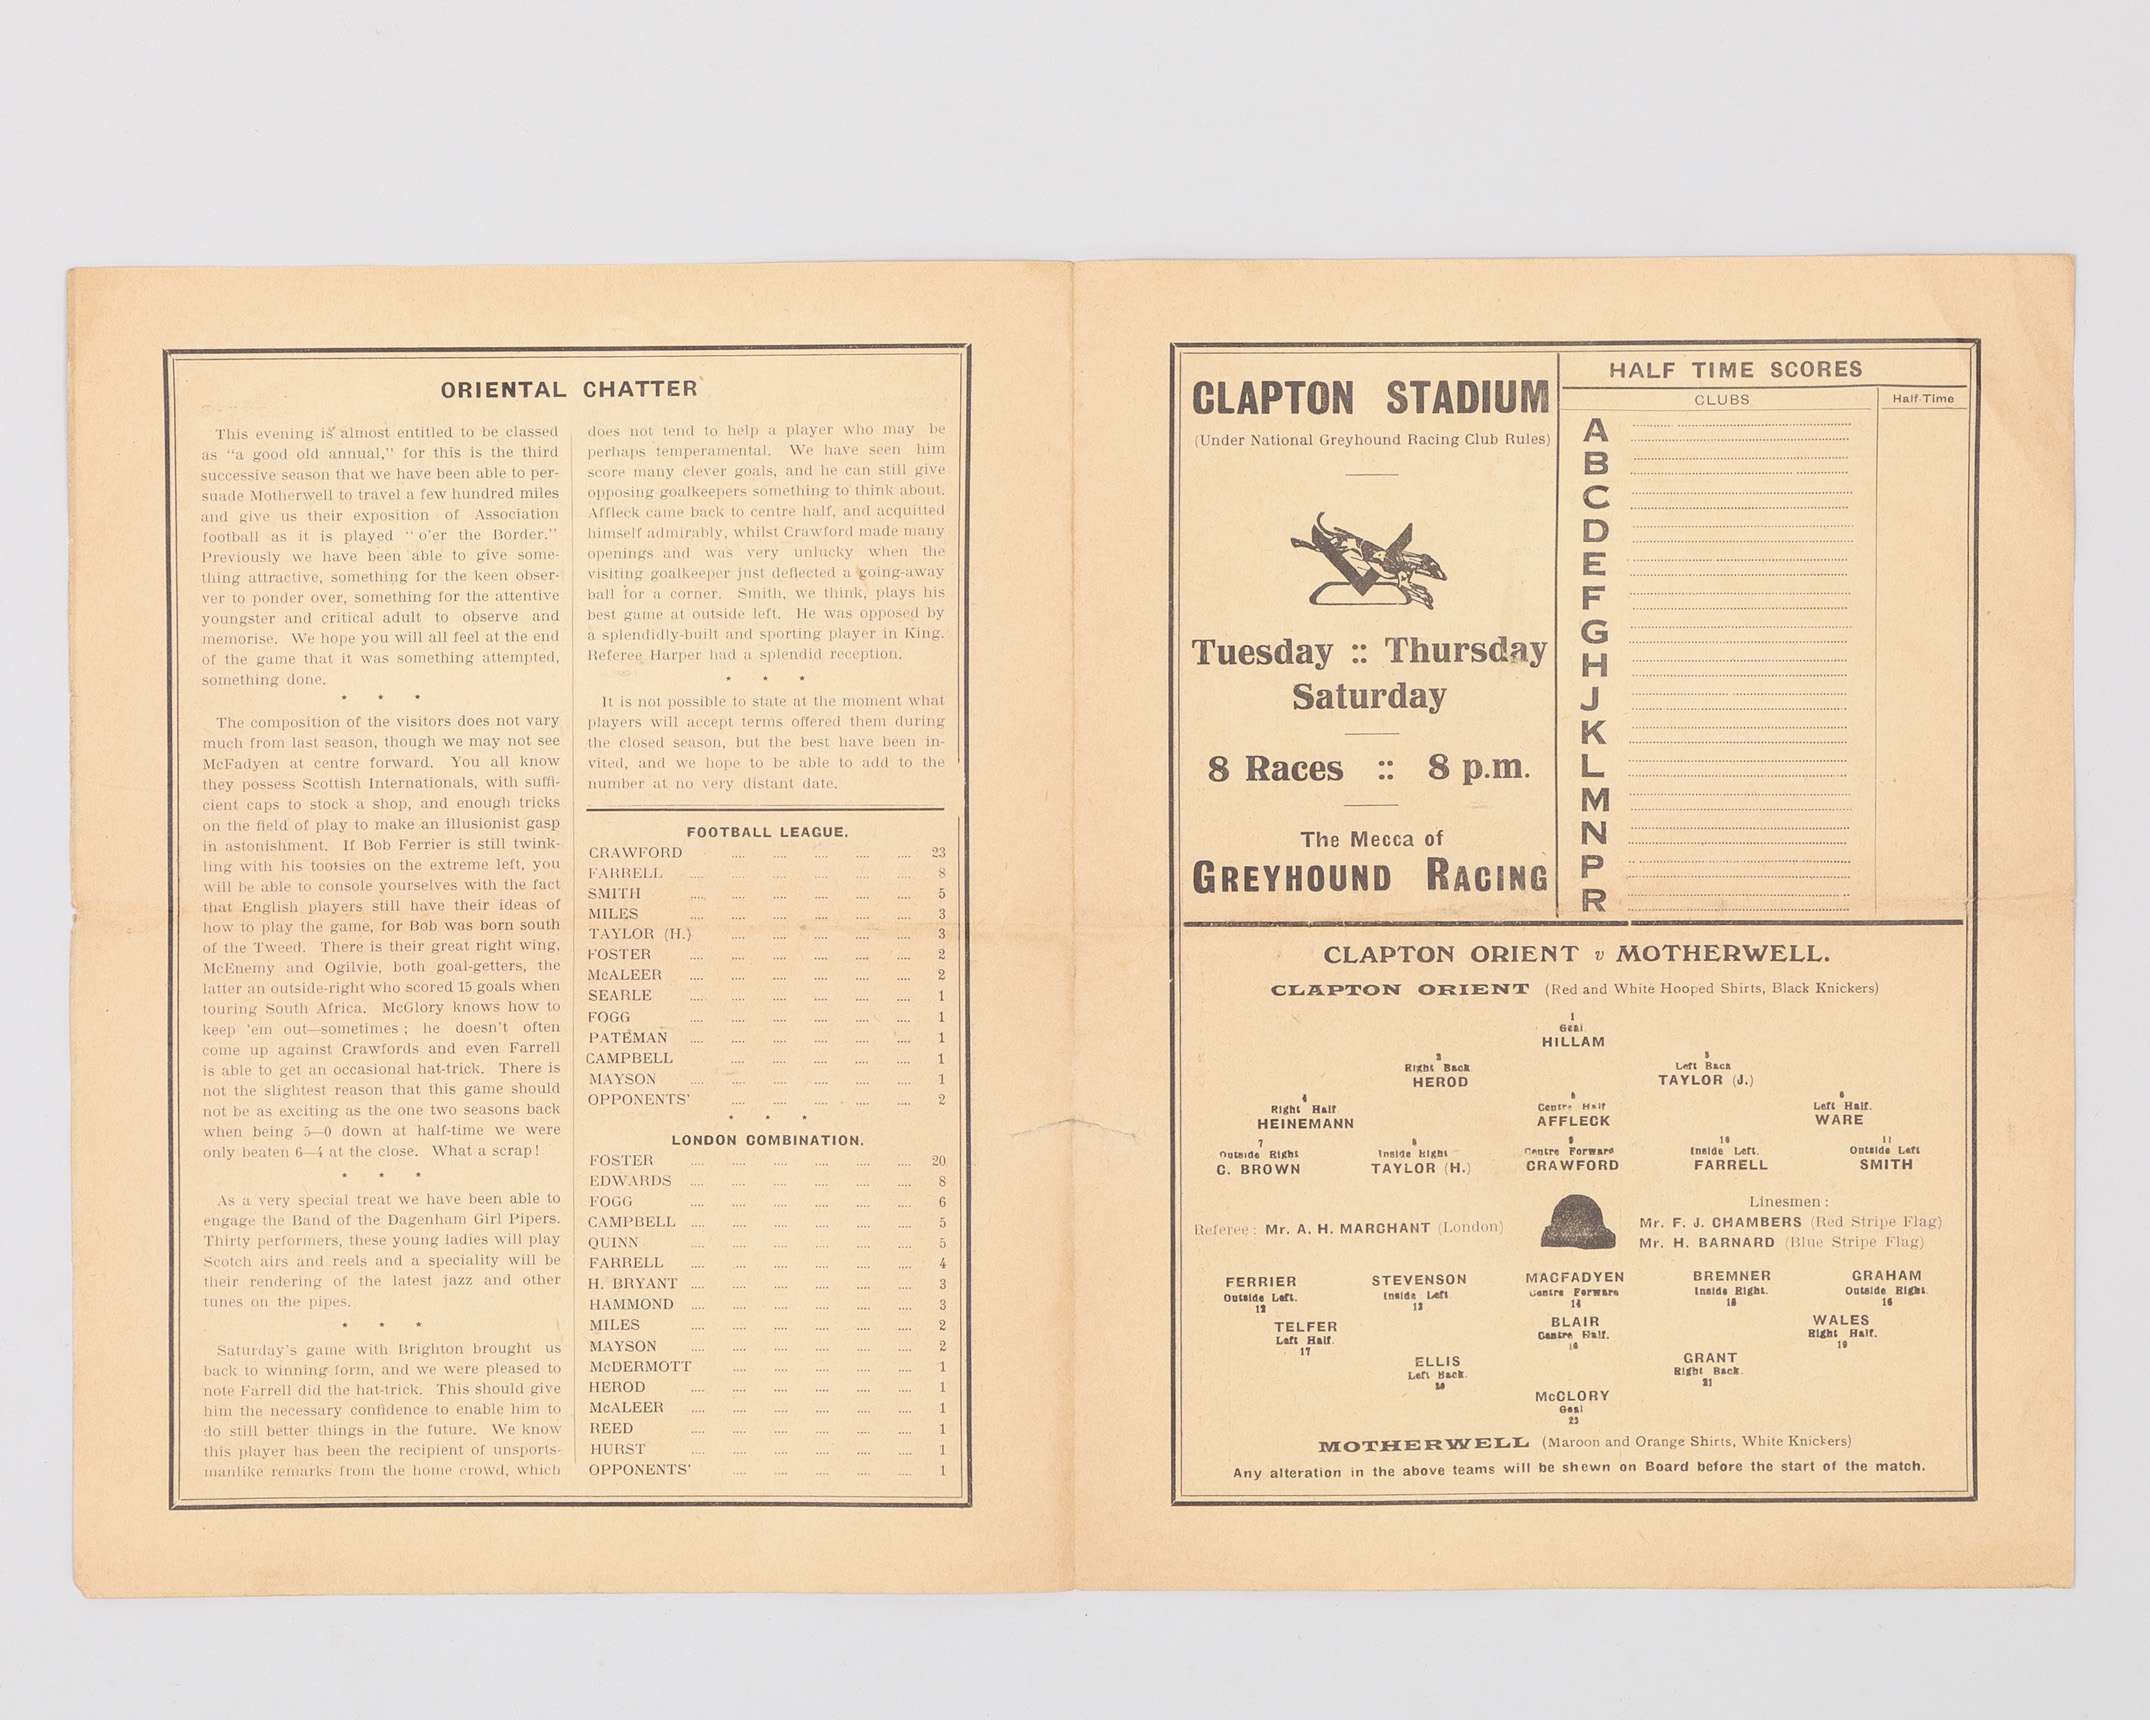 ORIENTAL CHATTER
This evening is almost entitled to be classed
as "a good old annual," for this is the third
successive season that we have been able to per-
suade Motherwell to travel a few hundred miles
and give us their exposition of Association
football as it is played "o'er the Border."
Previously we have been able to give some-
thing attractive, something for the keen obser-
ver to ponder over, something for the attentive
youngster and critical adult to observe and
memorise. We hope you will all feel at the end
of the game that it was something attempted,
something done.
* * *
The composition of the visitors does not vary
much from last season, though we may not see
McFadyen at centre forward. You all know
they possess Scottish Internationals, with suffi-
cient caps to stock a shop, and enough tricks
on the field of play to make an illusionist gasp
in astonishment. If Bob Ferrier is still twink-
ling with his tootsies on the extreme left, you
will be able to console yourselves with the fact
that English players still have their ideas of
how to play the game, for Bob was born south
of the Tweed. There is their great right wing,
McEnemy and Ogilvie, both goal-getters, the
latter an outside-right who scored 15 goals when
touring South Africa. McGlory knows how to
keep 'em out—sometimes; he doesn't often
come up against Crawfords and even Farrell
is able to get an occasional hat-trick. There is
not the slightest reason that this game should
not be as exciting as the one two seasons back
when being 5—0 down at half-time we were
only beaten 6—4 at the close. What a scrap!
* * *
As a very special treat we have been able to
engage the Band of the Dagenham Girl Pipers.
Thirty performers, these young ladies will play
Scotch airs and reels and a speciality will be
their rendering of the latest jazz and other
tunes on the pipes.
* * *
Saturday's game with Brighton brought us
back to winning form, and we were pleased to
note Farrell did the hat-trick. This should give
him the necessary confidence to enable him to
do still better things in the future. We know
this player has been the recipient of unsports-
manlike remarks from the home crowd, which
does not tend to help a player who may be
perhaps temperamental. We have seen him
score many clever goals, and he can still give
opposing goalkeepers something to think about.
Affleck came back to centre half, and acquitted
himself admirably, whilst Crawford made many
openings and was very unlucky when the
visiting goalkeeper just deflected a going-away
ball for a corner. Smith, we think, plays his
best game at outside left. He was opposed by
a splendidly-built and sporting player in King.
Referee Harper had a splendid reception.
* * *
It is not possible to state at the moment what
players will accept terms offered them during
the closed season, but the best have been in-
vited, and we hope to be able to add to the
number at no very distant date.
FOOTBALL LEAGUE.
CRAWFORD .... .... .... .... .... 23
FARRELL .... .... .... .... .... .... 8
SMITH .... .... .... .... .... .... 5
MILES .... .... .... .... .... .... 3
TAYLOR (H.) .... .... .... .... .... 3
FOSTER .... .... .... .... .... .... 2
McALEER .... .... .... .... .... .... 2
SEARLE .... .... .... .... .... .... 1
FOGG .... .... .... .... .... .... 1
PATEMAN .... .... .... .... .... .... 1
CAMPBELL .... .... .... .... .... 1
MAYSON .... .... .... .... .... .... 1
OPPONENTS' .... .... .... .... .... 2
* * *
LONDON COMBINATION.
FOSTER .... .... .... .... .... .... 20
EDWARDS .... .... .... .... .... .... 8
FOGG .... .... .... .... .... .... 6
CAMPBELL .... .... .... .... .... .... 5
QUINN .... .... .... .... .... .... 5
FARRELL .... .... .... .... .... .... 4
H. BRYANT .... .... .... .... .... .... 3
HAMMOND .... .... .... .... .... .... 3
MILES .... .... .... .... .... .... 2
MAYSON .... .... .... .... .... .... 2
McDERMOTT .... .... .... .... .... 1
HEROD .... .... .... .... .... .... 1
McALEER .... .... .... .... .... .... 1
REED .... .... .... .... .... .... 1
HURST .... .... .... .... .... .... 1
OPPONENTS' .... .... .... .... .... 1
CLAPTON STADIUM
(Under National Greyhound Racing Club Rules)
Tuesday :: Thursday
Saturday
8 Races :: 8 p.m.
The Mecca of
GREYHOUND RACING
HALF TIME SCORES
CLUBS Half-Time
A
B
C
D
E
F
G
H
J
K
L
M
N
P
R
CLAPTON ORIENT v MOTHERWELL.
CLAPTON ORIENT (Red and White Hooped Shirts, Black Knickers)
1
Goal
HILLAM
2 3
Right Back Left Back
HEROD TAYLOR (J.)
4 5 6
Right Half Centre Half Left Half.
HEINEMANN AFFLECK WARE
7 8 9 10 11
Outside Right Inside Right Centre Forward Inside Left. Outside Left
C. BROWN TAYLOR (H.) CRAWFORD FARRELL SMITH
Linesmen:
Referee: Mr. A. H. MARCHANT (London) Mr. F. J. CHAMBERS (Red Stripe Flag)
Mr. H. BARNARD (Blue Stripe Flag)
FERRIER STEVENSON MACFADYEN BREMNER GRAHAM
Outside Left. Inside Left Centre Forward Inside Right. Outside Right.
12 13 14 15 16
TELFER BLAIR WALES
Left Half. Centre Half. Right Half.
17 19
ELLIS GRANT
Left Back. Right Back.
20 21
McCLORY
Goal
MOTHERWELL (Maroon and Orange Shirts, White Knickers)
Any alteration in the above teams will be shewn on Board before the start of the match.